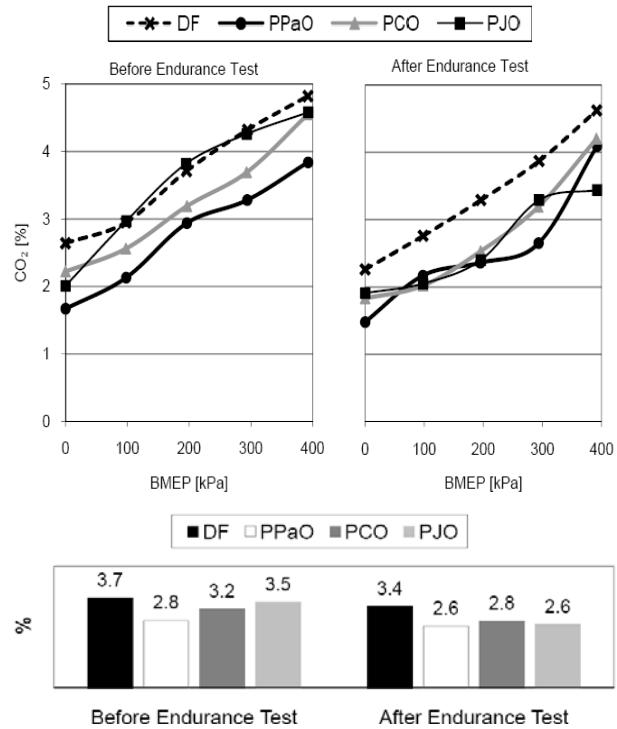 DF PPaO PCO PJO
Before Endurance Test
After Endurance Test
5
4
3
2
1
0
CO₂ [%]
0 100 200 300 400
0 100 200 300 400
BMEP [kPa]
BMEP [kPa]
DF PPaO PCO PJO
%
3.7 2.8 3.2 3.5
3.4 2.6 2.8 2.6
Before Endurance Test
After Endurance Test